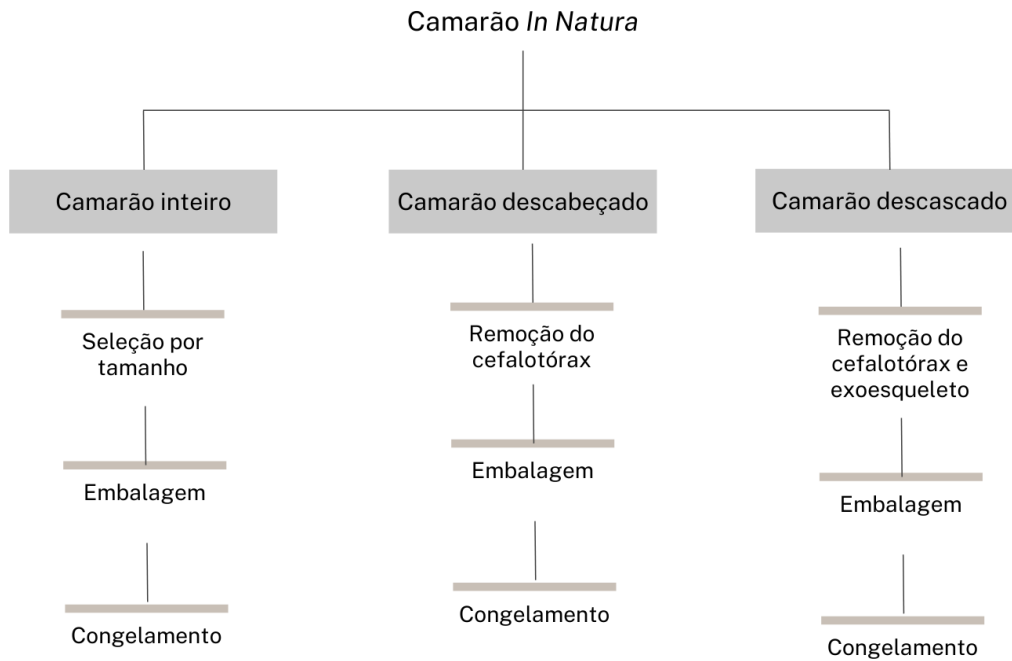 Camarão In Natura
Camarão inteiro
Seleção por
tamanho
Embalagem
Congelamento
Camarão descabeçado
Remoção do
cefalotórax
Embalagem
Congelamento
Camarão descascado
Remoção do
cefalotórax e
exoesqueleto
Embalagem
Congelamento